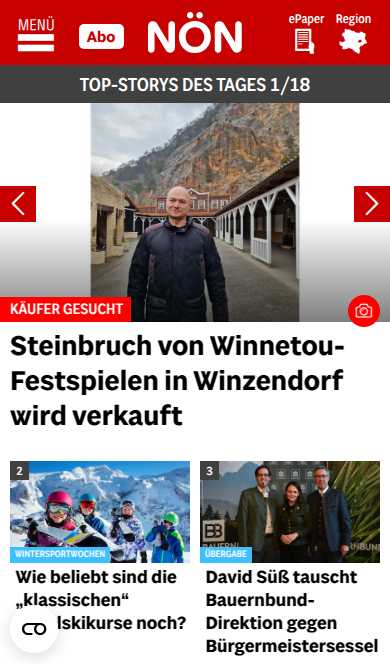 MENÜ
Abo
NÖN
ePaper
Region
TOP-STORYS DES TAGES 1/18
KÄUFER GESUCHT
Steinbruch von Winnetou-
Festspielen in Winzendorf
wird verkauft
2
WINTERSPORTWOCHEN
Wie beliebt sind die
„klassischen“
skikurse noch?
3
ÜBERGABE
David Süß tauscht
Bauernbund-
Direktion gegen
Bürgermeistersessel